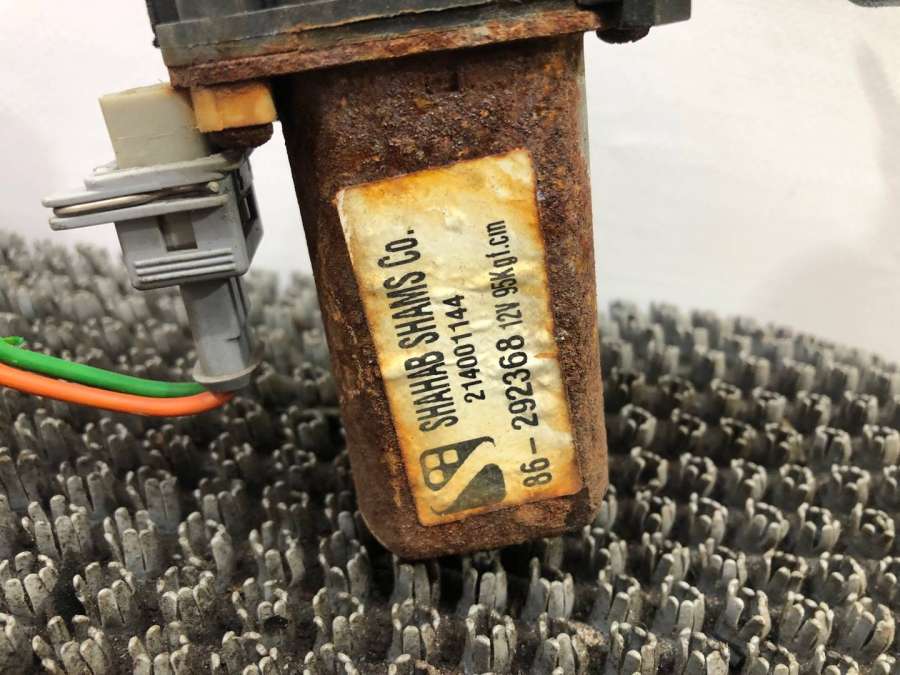 SHAHAB SHAMS Co.
214001144
86-292368 12V 95Kgf.cm